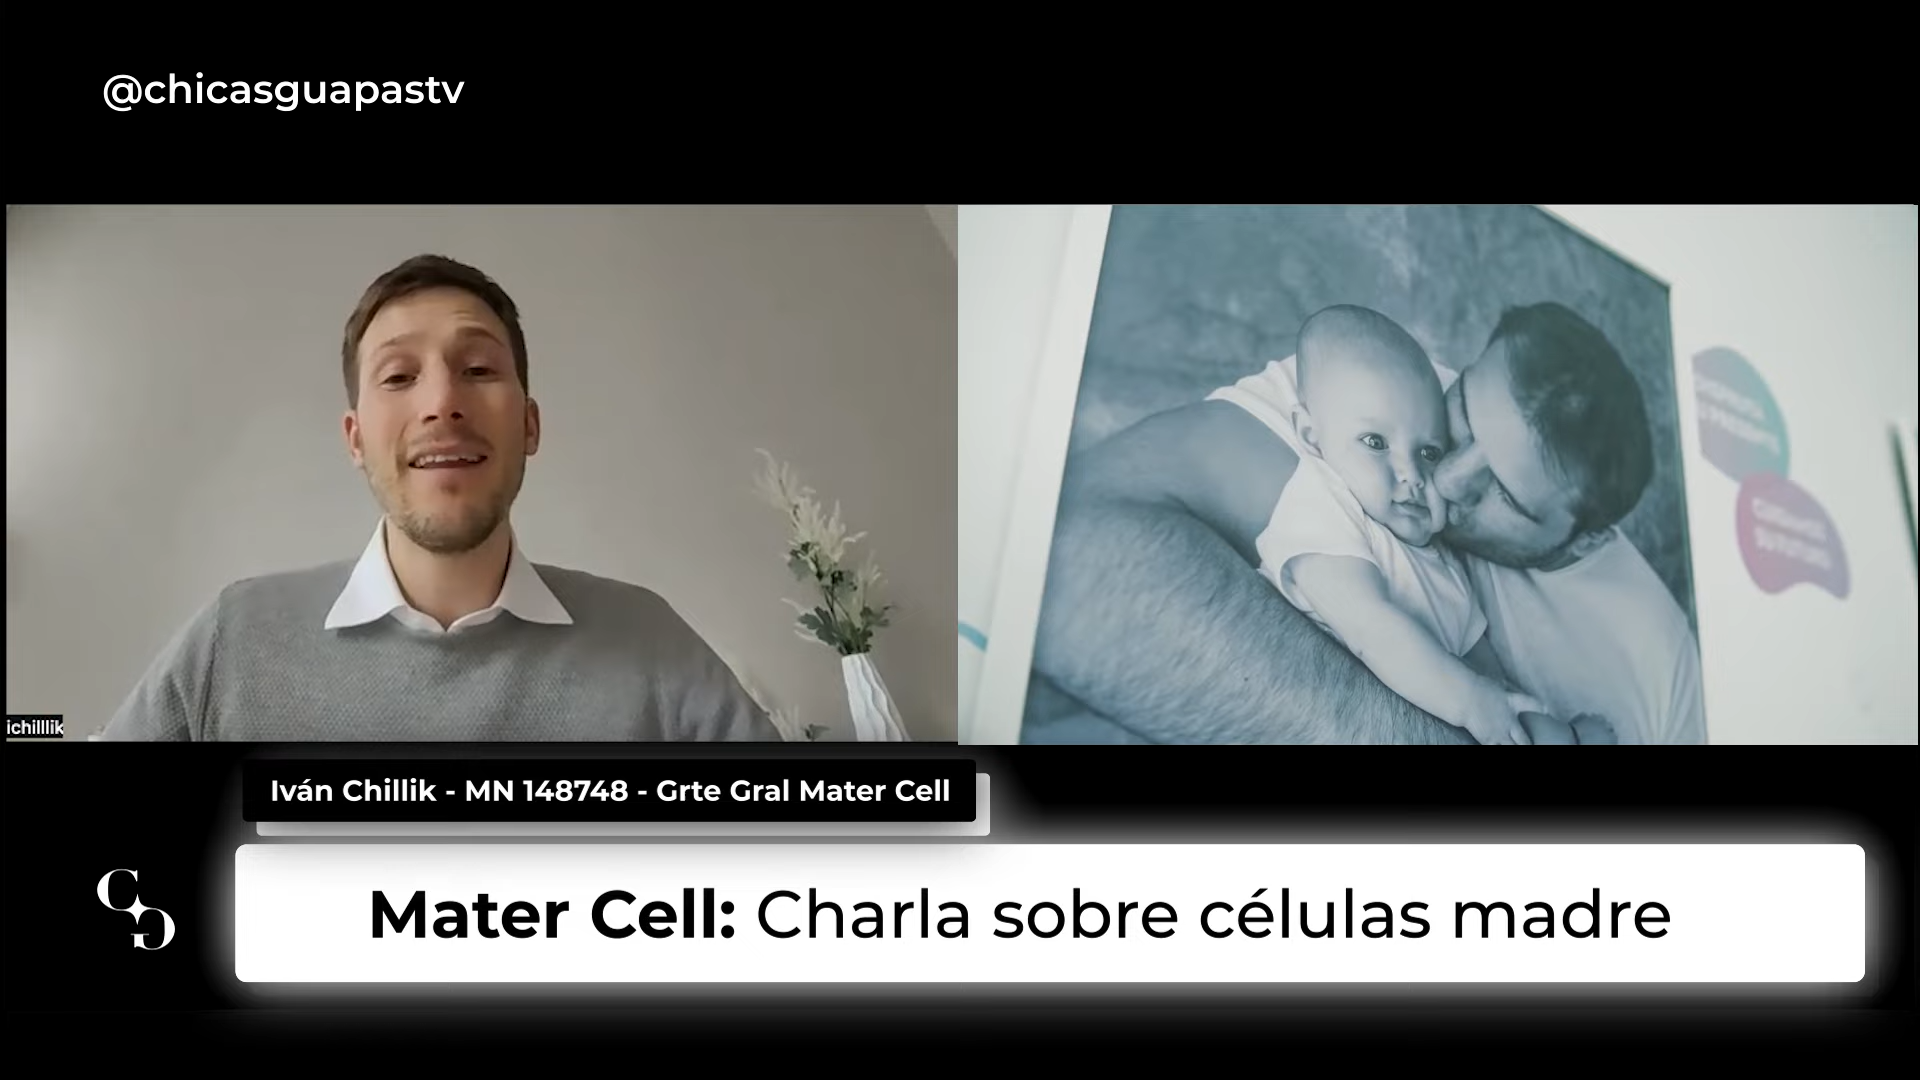 @chicasguapastv
ichilllik
Iván Chillik - MN 148748 - Grte Gral Mater Cell
Mater Cell: Charla sobre células madre